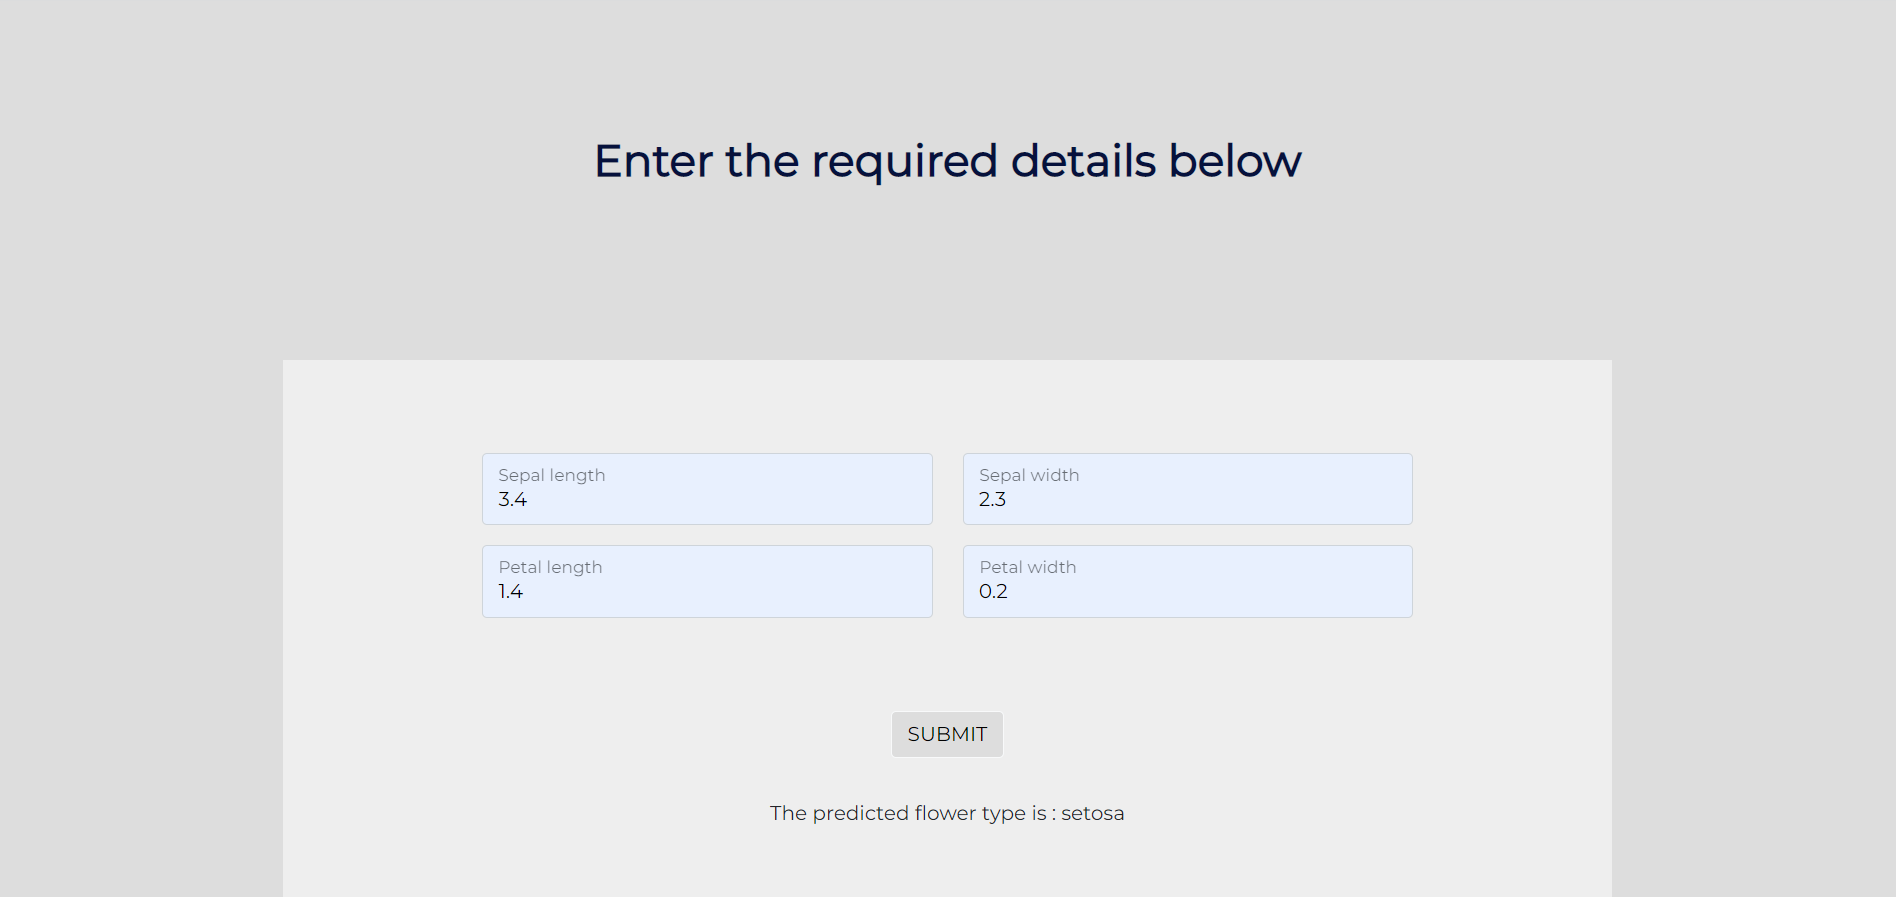 Enter the required details below
Sepal length
3.4
Sepal width
2.3
Petal length
1.4
Petal width
0.2
SUBMIT
The predicted flower type is : setosa